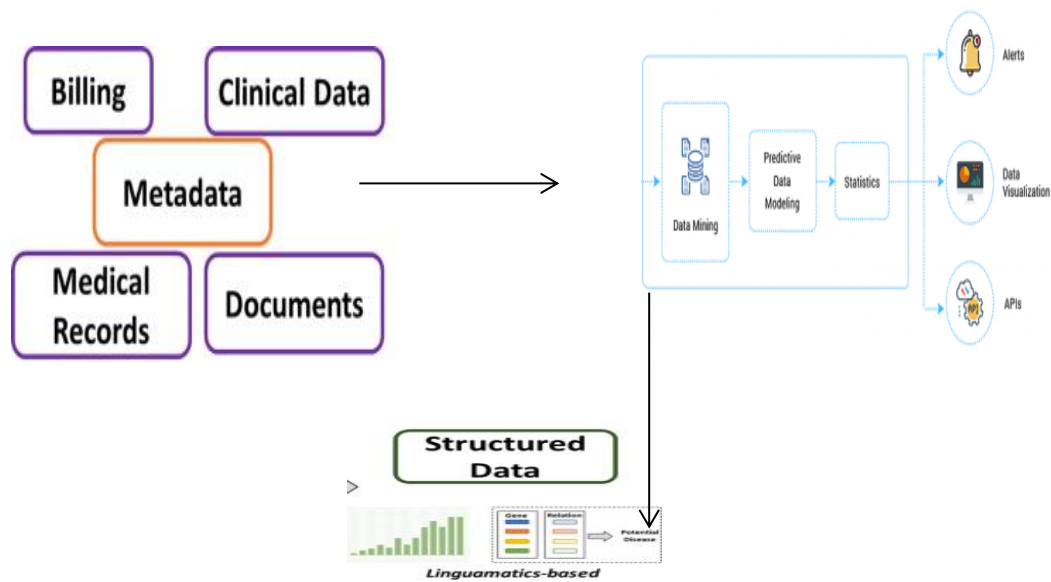 Billing
Clinical Data
Metadata
Medical
Records
Documents
Data Mining
Predictive
Data
Modeling
Statistics
Alerts
Data
Visualization
API
APIs
Structured
Data
Gene
Relation
Potential
Disease
Linguamatics-based